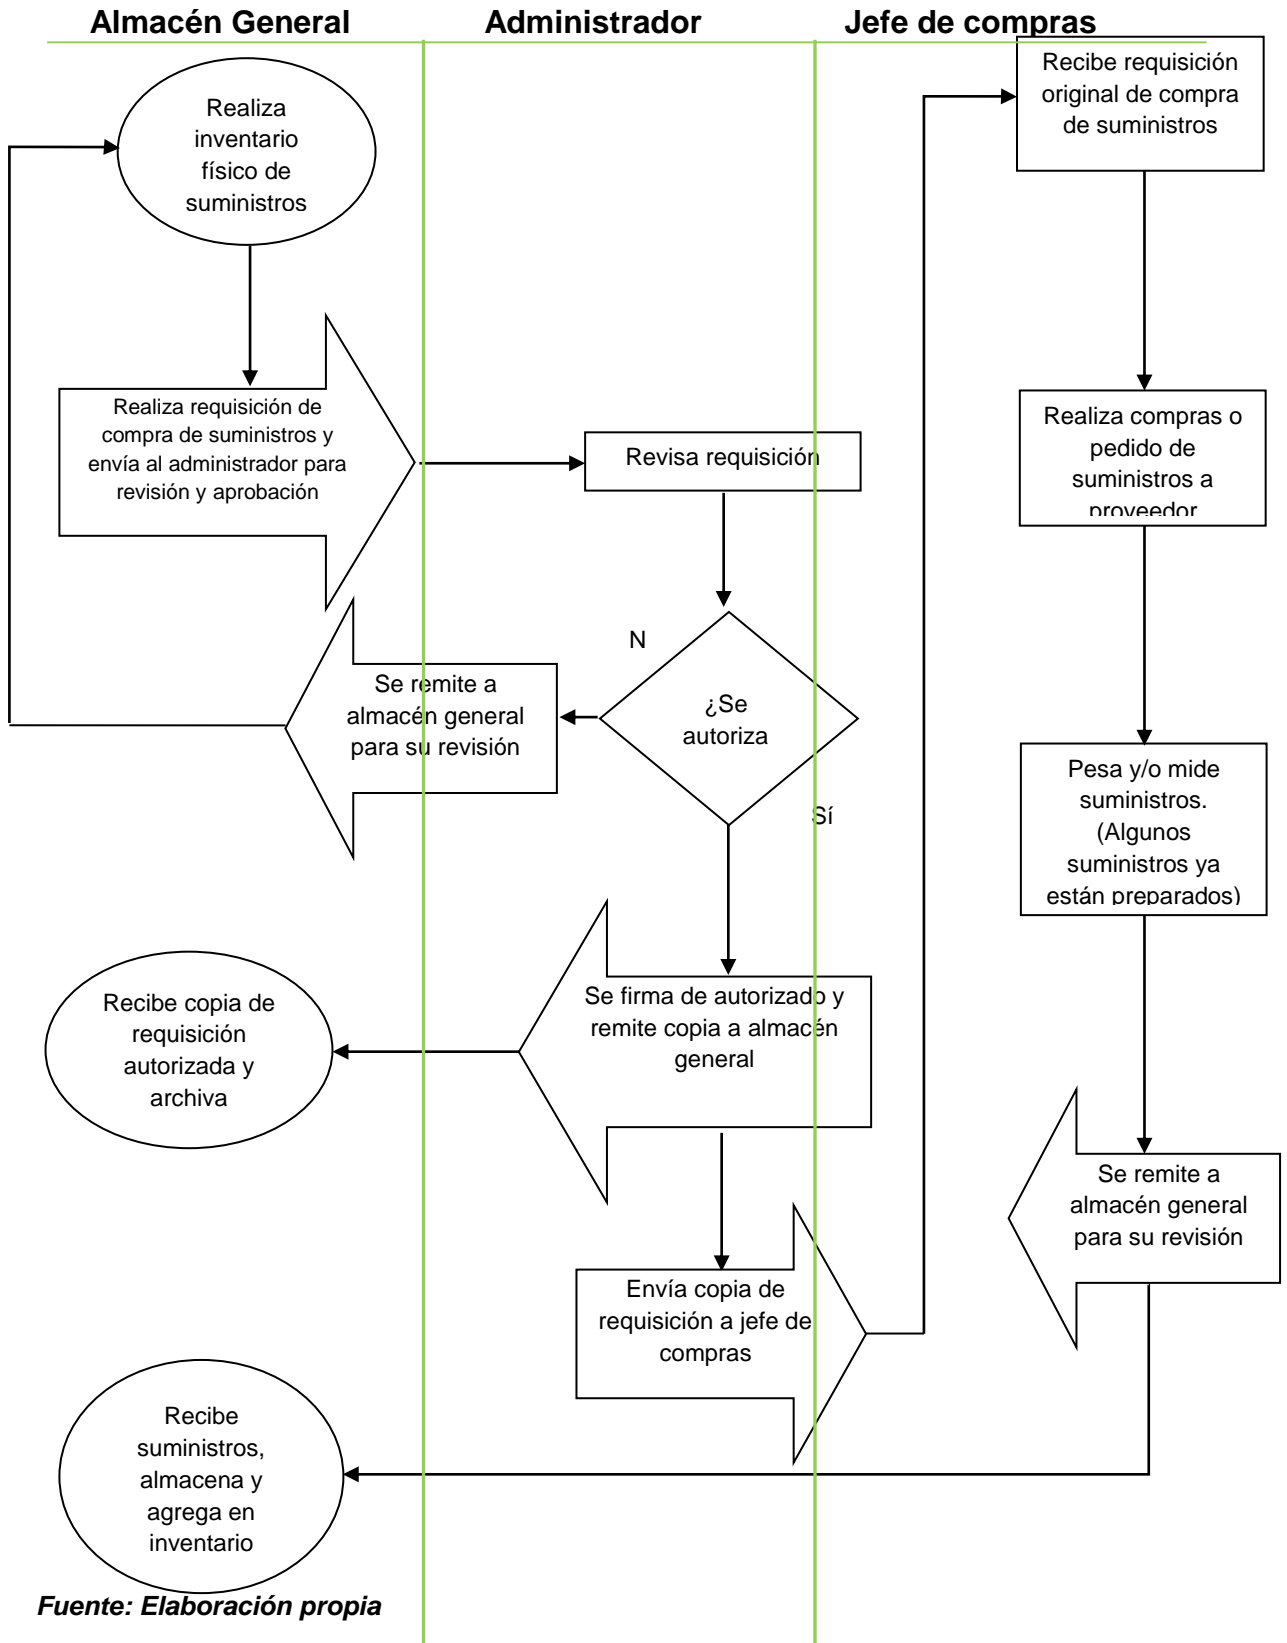 Almacén General
Administrador
Jefe de compras
Realiza
inventario
físico de
suministros
Realiza requisición de
compra de suministros y
envía al administrador para
revisión y aprobación
Revisa requisición
N
¿Se
autoriza
Sí
Se remite a
almacén general
para su revisión
Se firma de autorizado y
remite copia a almacén
general
Recibe copia de
requisición
autorizada y
archiva
Envía copia de
requisición a jefe de
compras
Recibe requisición
original de compra
de suministros
Realiza compras o
pedido de
suministros a
proveedor
Pesa y/o mide
suministros.
(Algunos
suministros ya
están preparados)
Se remite a
almacén general
para su revisión
Recibe
suministros,
almacena y
agrega en
inventario
Fuente: Elaboración propia